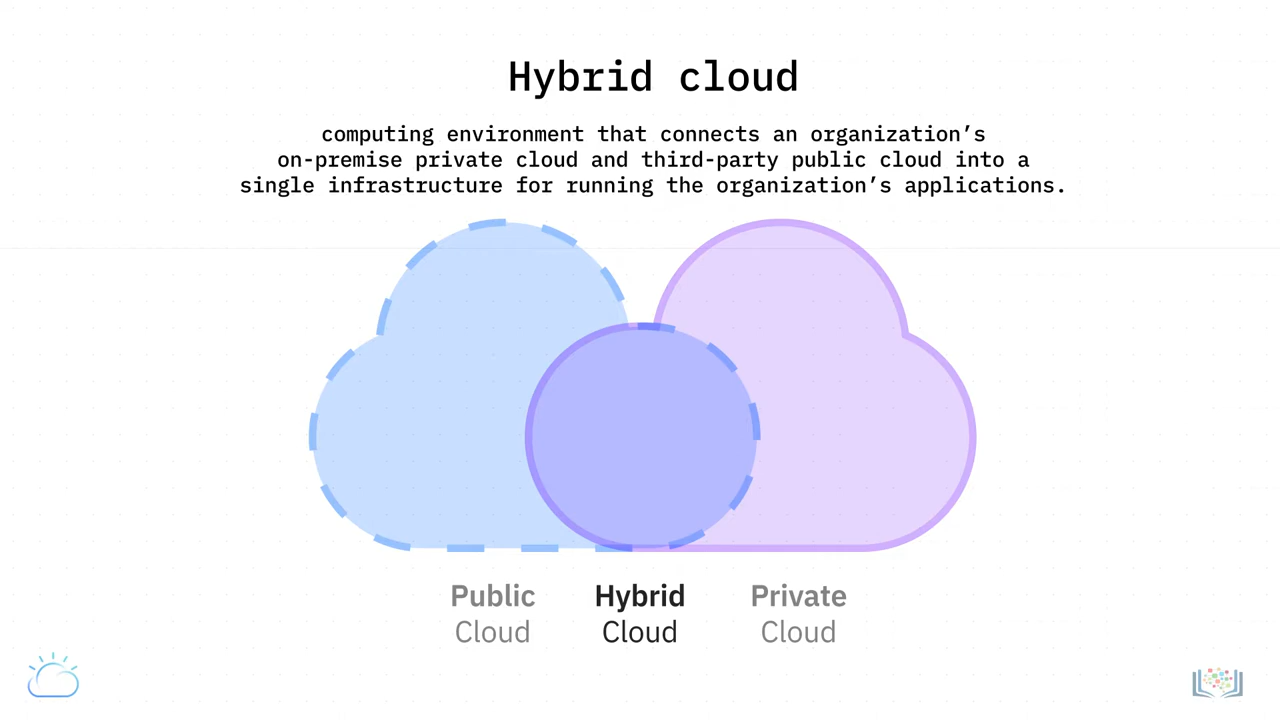 Hybrid cloud
computing environment that connects an organization’s
on-premise private cloud and third-party public cloud into a
single infrastructure for running the organization’s applications.
Public Hybrid Private
Cloud Cloud Cloud